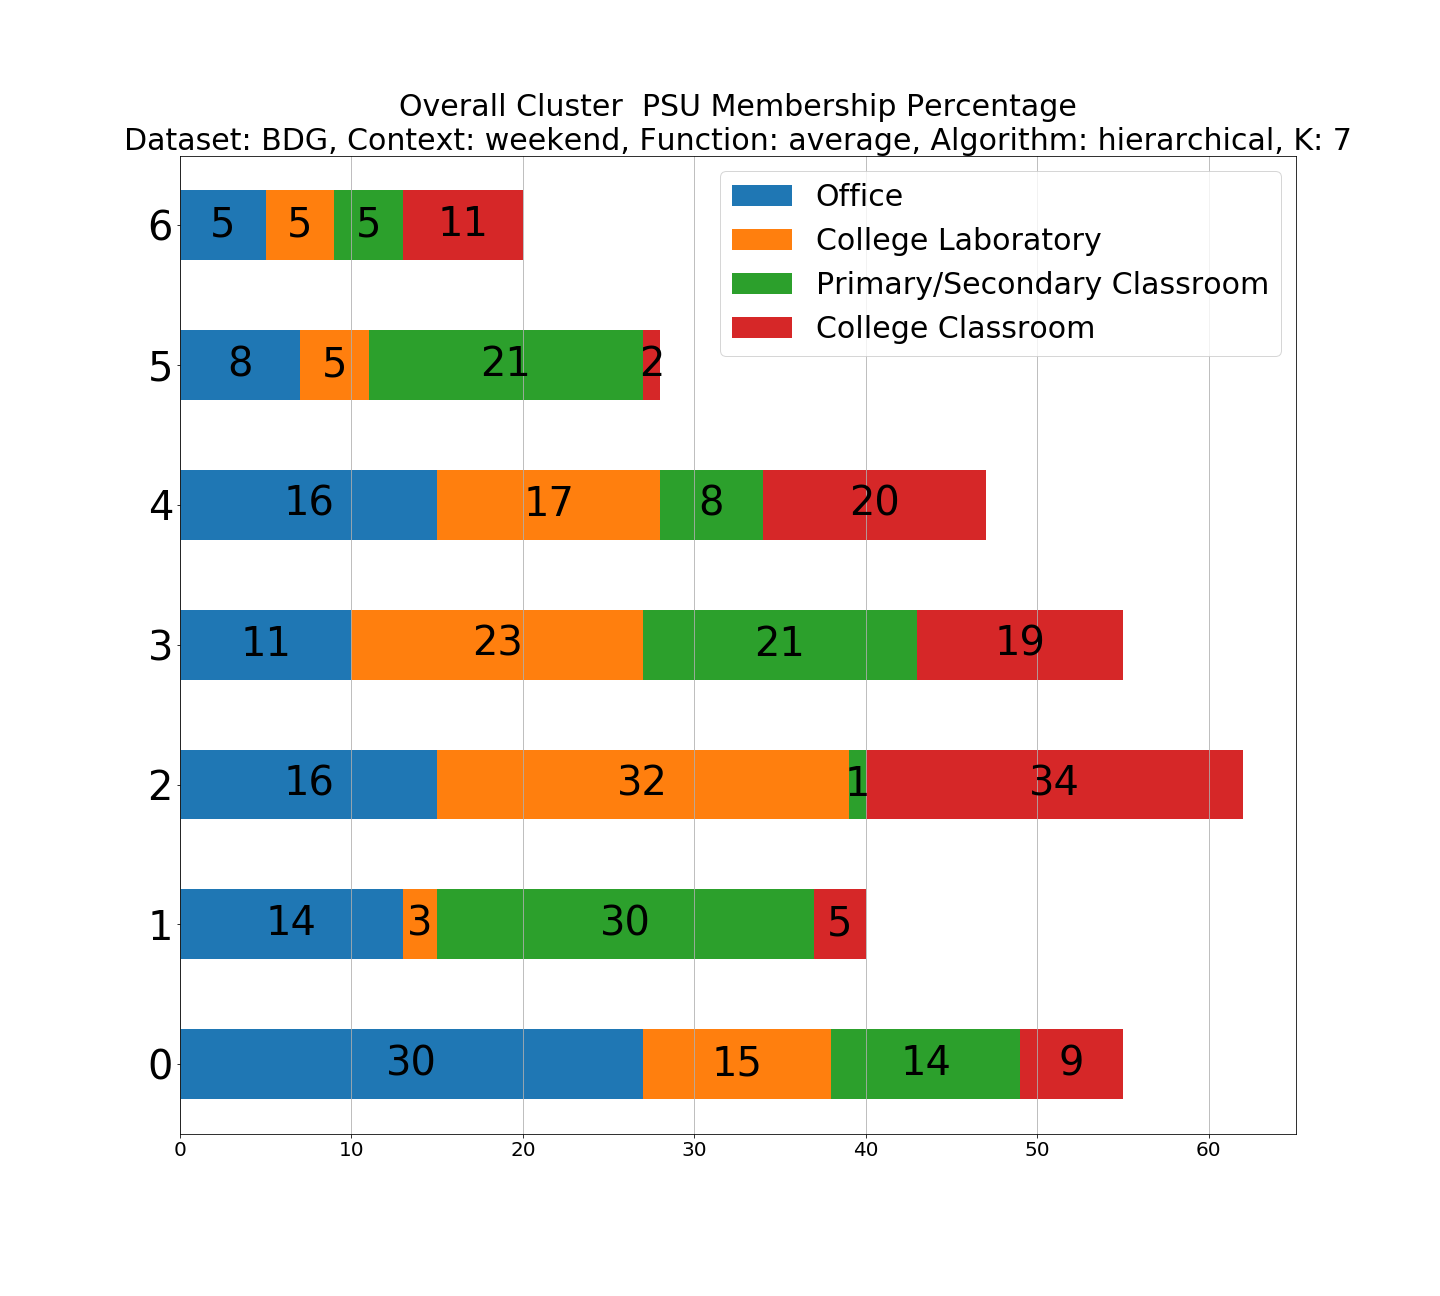 Overall Cluster  PSU Membership Percentage
Dataset: BDG, Context: weekend, Function: average, Algorithm: hierarchical, K: 7
Office
College Laboratory
Primary/Secondary Classroom
College Classroom
6 5 5 5 11
5 8 5 21 2
4 16 17 8 20
3 11 23 21 19
2 16 32 1 34
1 14 3 30 5
0 30 15 14 9
0 10 20 30 40 50 60